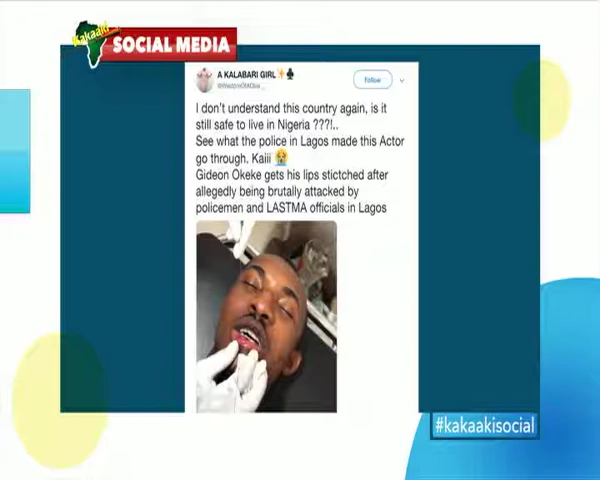 Kakaaki
SOCIAL MEDIA
A KALABARI GIRL
Follow
I don't understand this country again, is it
still safe to live in Nigeria ???!..
See what the police in Lagos made this Actor
go through. Kaiii 😭
Gideon Okeke gets his lips stictched after
allegedly being brutally attacked by
policemen and LASTMA officials in Lagos
#kakaakisocial